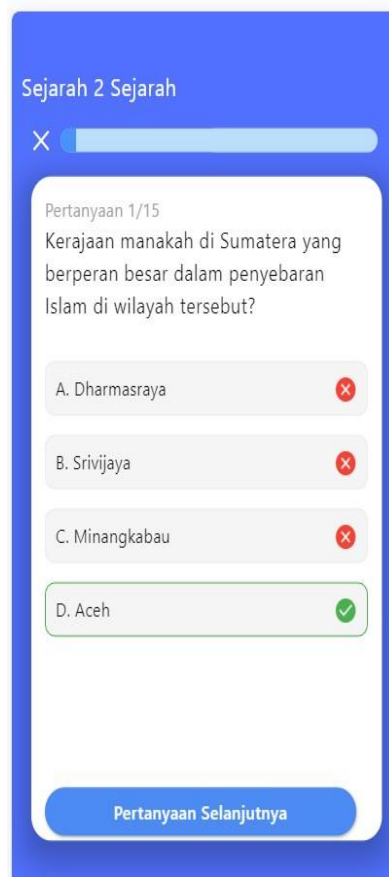 Sejarah 2 Sejarah
Pertanyaan 1/15
Kerajaan manakah di Sumatera yang
berperan besar dalam penyebaran
Islam di wilayah tersebut?
A. Dharmasraya
B. Srivijaya
C. Minangkabau
D. Aceh
Pertanyaan Selanjutnya